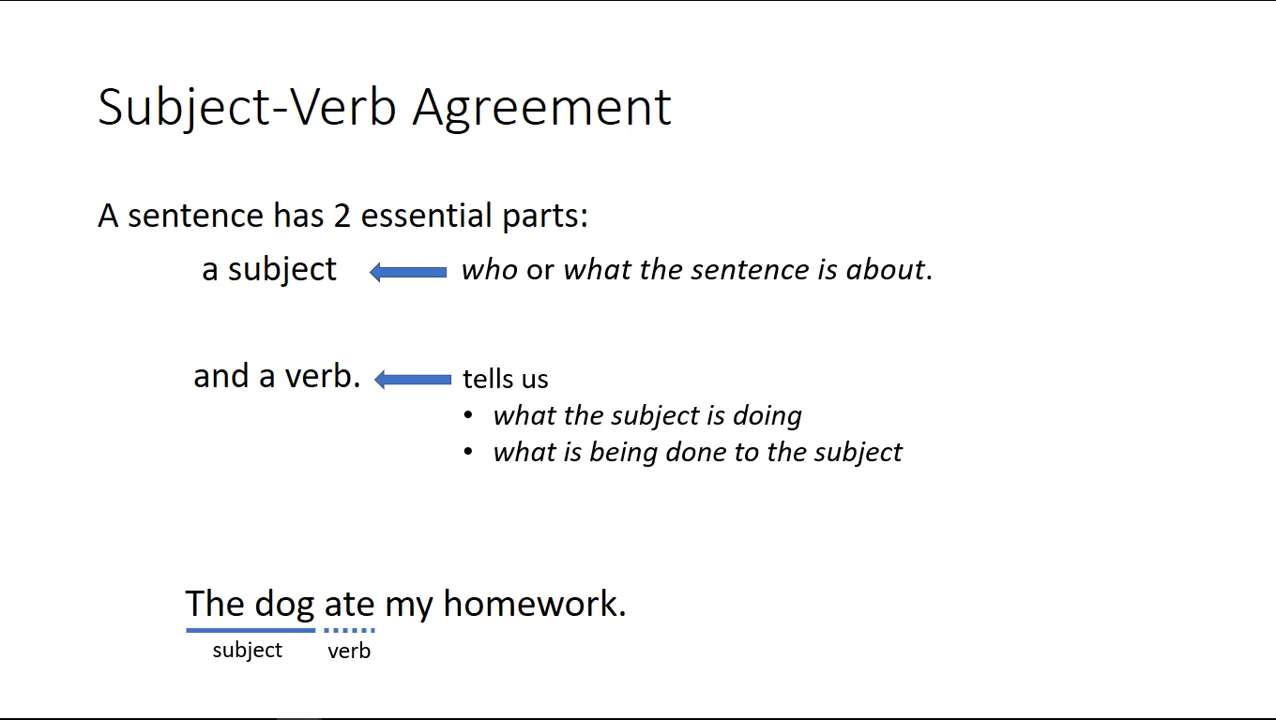 Subject-Verb Agreement
A sentence has 2 essential parts:
a subject who or what the sentence is about.
and a verb. tells us
• what the subject is doing
• what is being done to the subject
The dog ate my homework.
subject verb